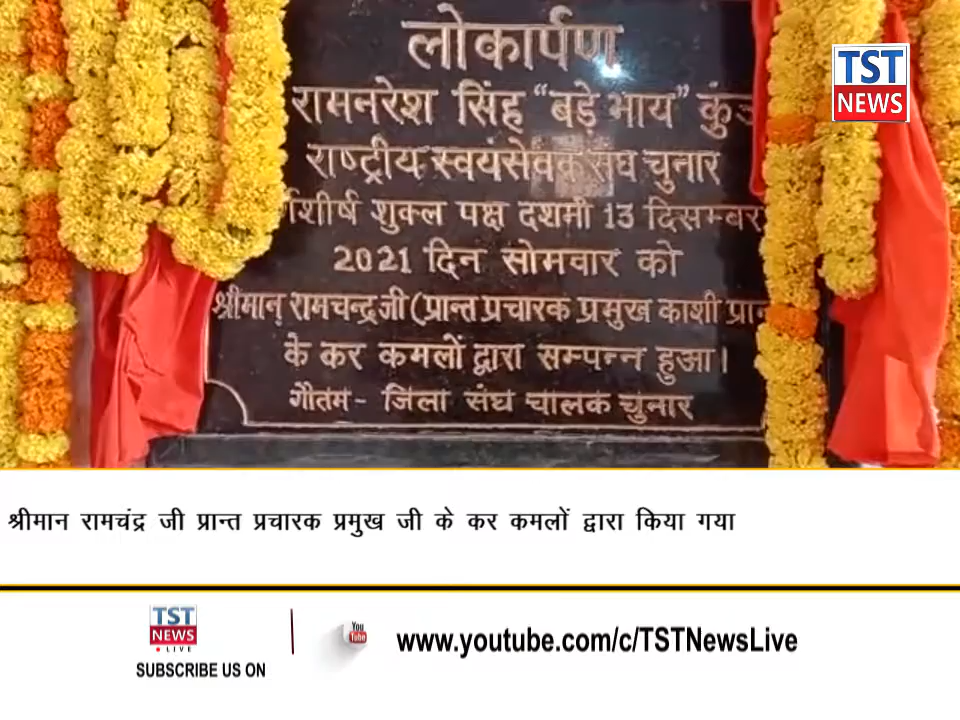 लोकार्पण
रामनरेश सिंह “बड़े भाय”
राष्ट्रीय स्वयंसेवक संघ चुनार
शुक्ल पक्ष दशमी 13 दिसम्बर
2021 दिन सोमवार को
श्रीमान् रामचन्द्र जी (प्रान्त प्रचारक प्रमुख काशी
के कर कमलों द्वारा सम्पन्न हुआ।
गौतम - जिला संघ चालक चुनार
TST
NEWS
श्रीमान रामचंद्र जी प्रान्त प्रचारक प्रमुख जी के कर कमलों द्वारा किया गया
TST
NEWS
LIVE
SUBSCRIBE US ON
You
Tube
www.youtube.com/c/TSTNewsLive